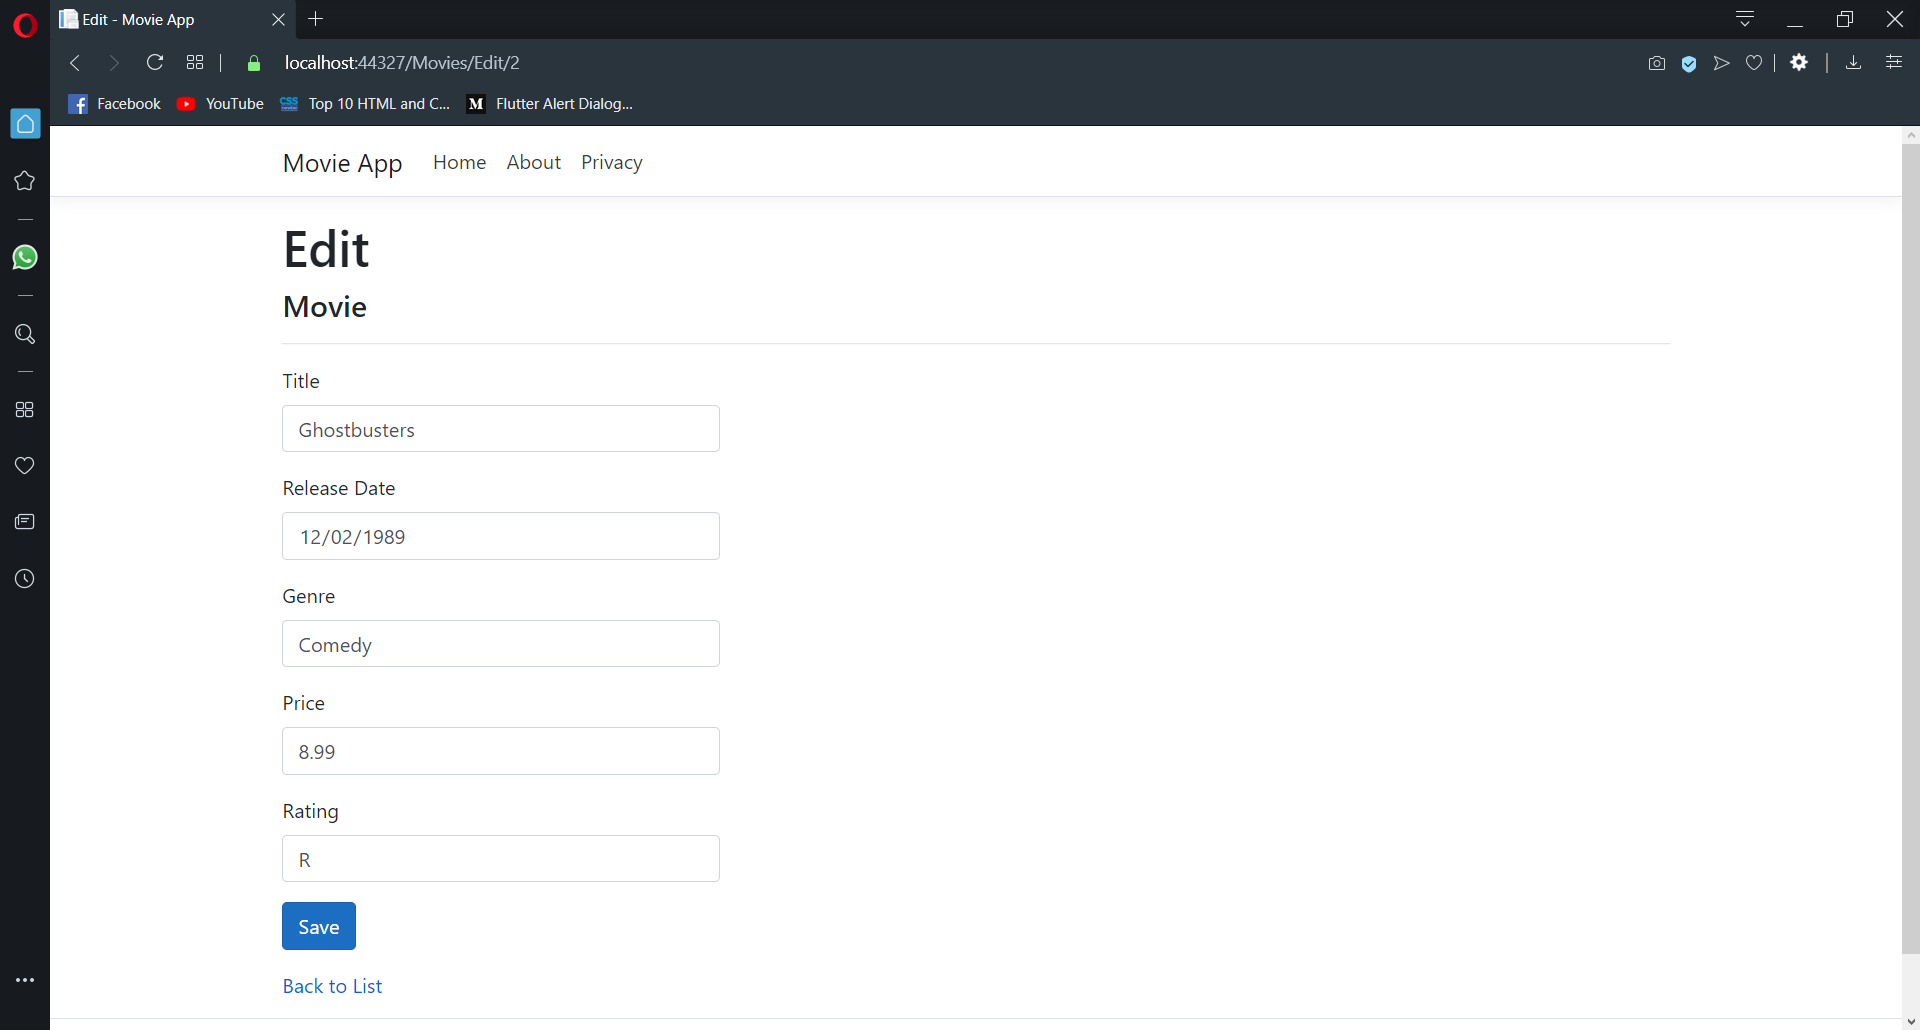 Edit - Movie App
localhost:44327/Movies/Edit/2
Facebook YouTube CSS Top 10 HTML and C... M Flutter Alert Dialog...
Movie App Home About Privacy
Edit
Movie
Title
Ghostbusters
Release Date
12/02/1989
Genre
Comedy
Price
8.99
Rating
R
Save
Back to List